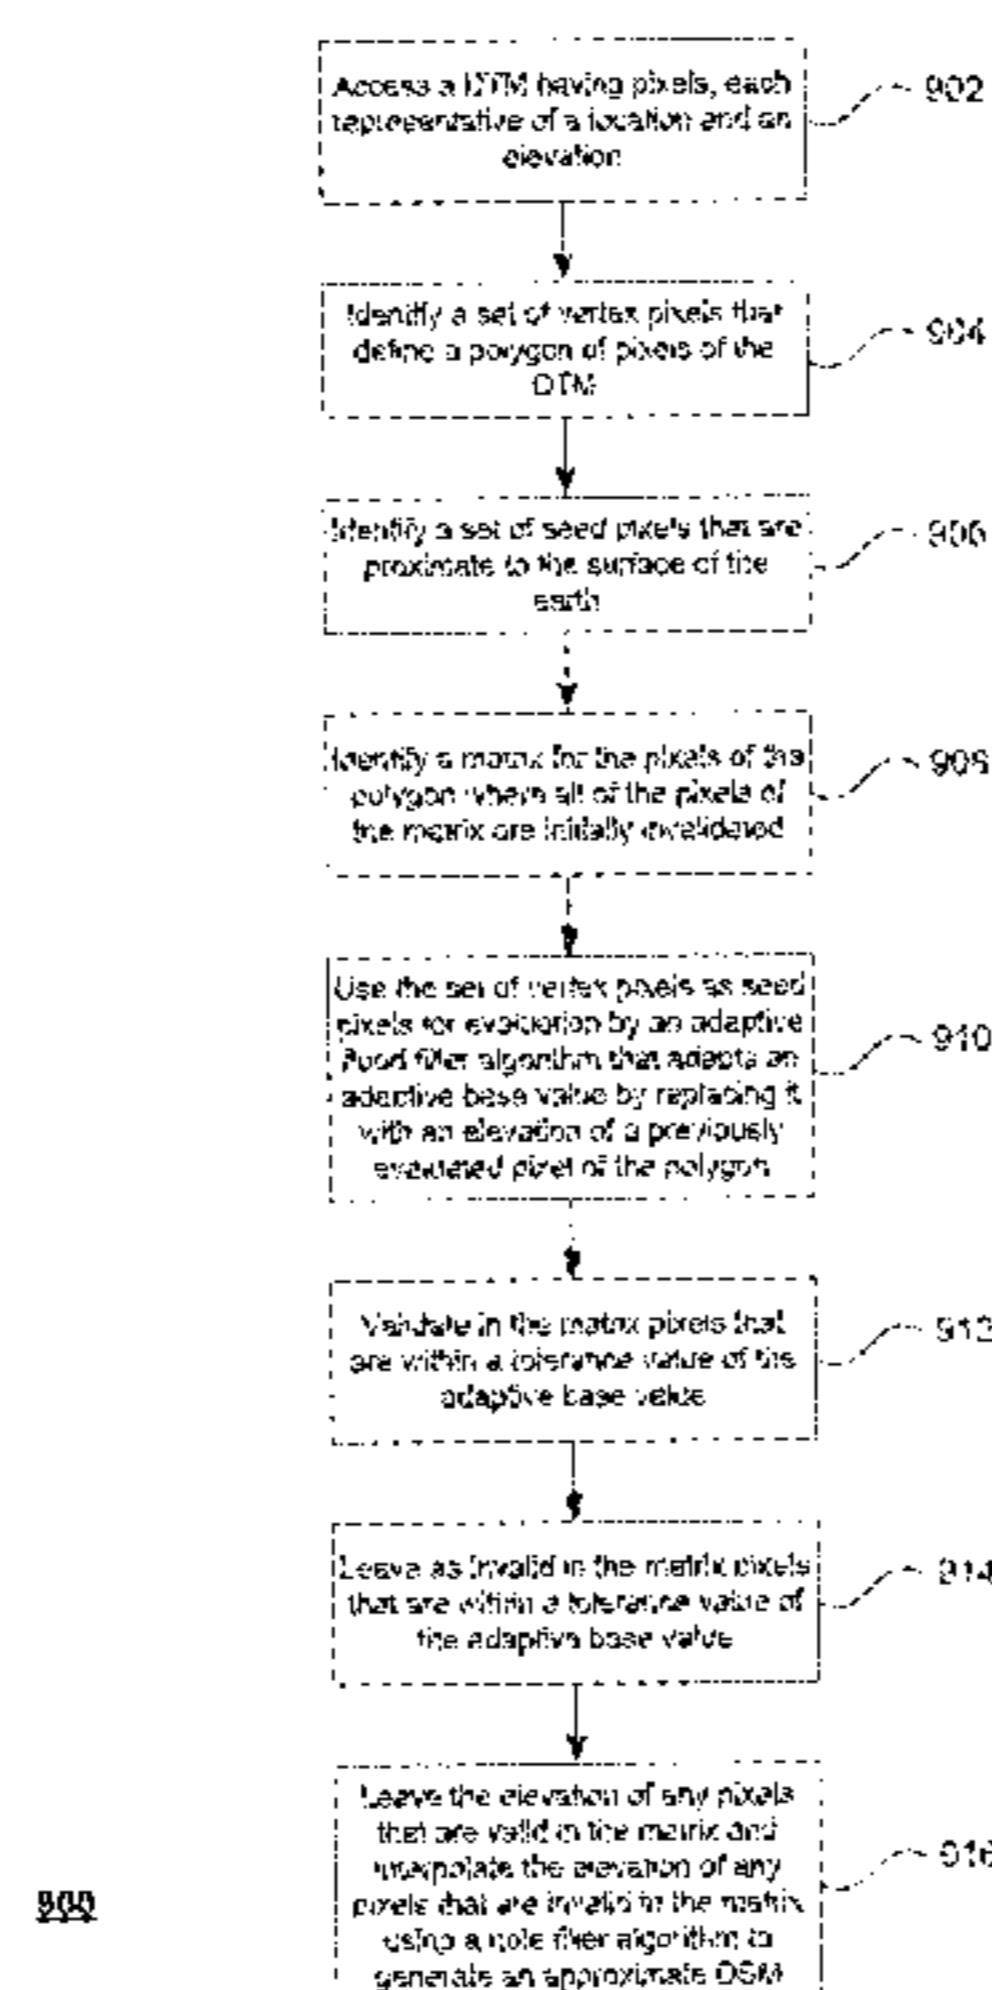 Access a DTM having pixels, each
representative of a location and an
elevation
902
Identify a set of vertex pixels that
define a polygon of pixels of the
DTM
904
Identify a set of seed pixels that are
proximate to the surface of the
earth
906
Identify a matrix for the pixels of the
polygon where all of the pixels of
the matrix are initially invalidated
908
Use the set of vertex pixels as seed
pixels for evaluation by an adaptive
flood filler algorithm that adapts an
adaptive base value by replacing it
with an elevation of a previously
evaluated pixel of the polygon
910
Validate in the matrix pixels that
are within a tolerance value of the
adaptive base value
912
Leave as invalid in the matrix pixels
that are within a tolerance value of
the adaptive base value
914
Leave the elevation of any pixels
that are valid in the matrix and
interpolate the elevation of any
pixels that are invalid in the matrix
using a hole filler algorithm to
generate an approximate DSM
916
900